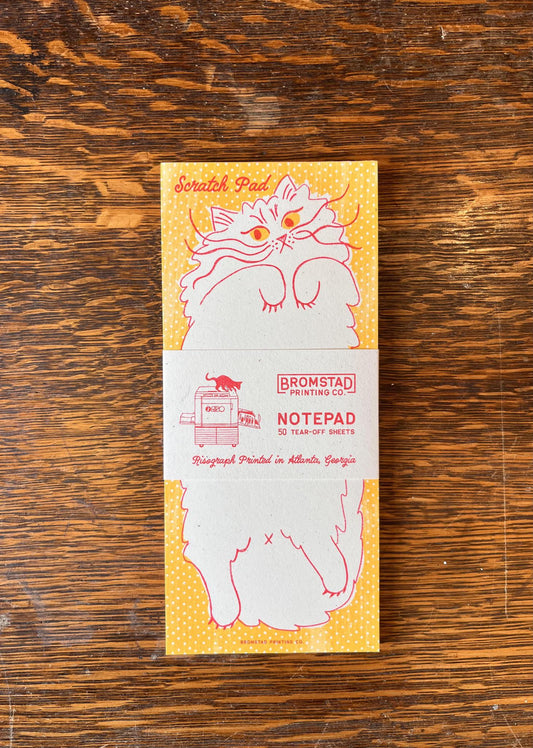 Scratch Pad
BROMSTAD
PRINTING CO.
NOTEPAD
50 TEAR-OFF SHEETS
Risograph Printed in Atlanta, Georgia
BROMSTAD PRINTING CO.